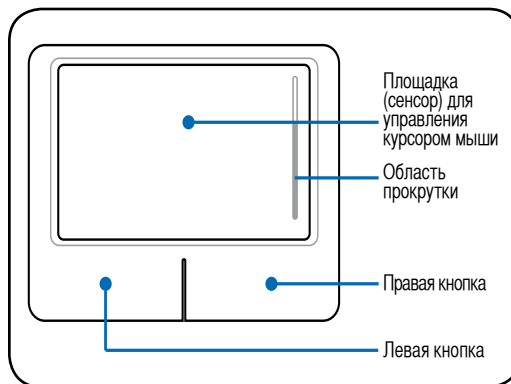 Площадка
(сенсор) для
управления
курсором мыши
Область
прокрутки
Правая кнопка
Левая кнопка